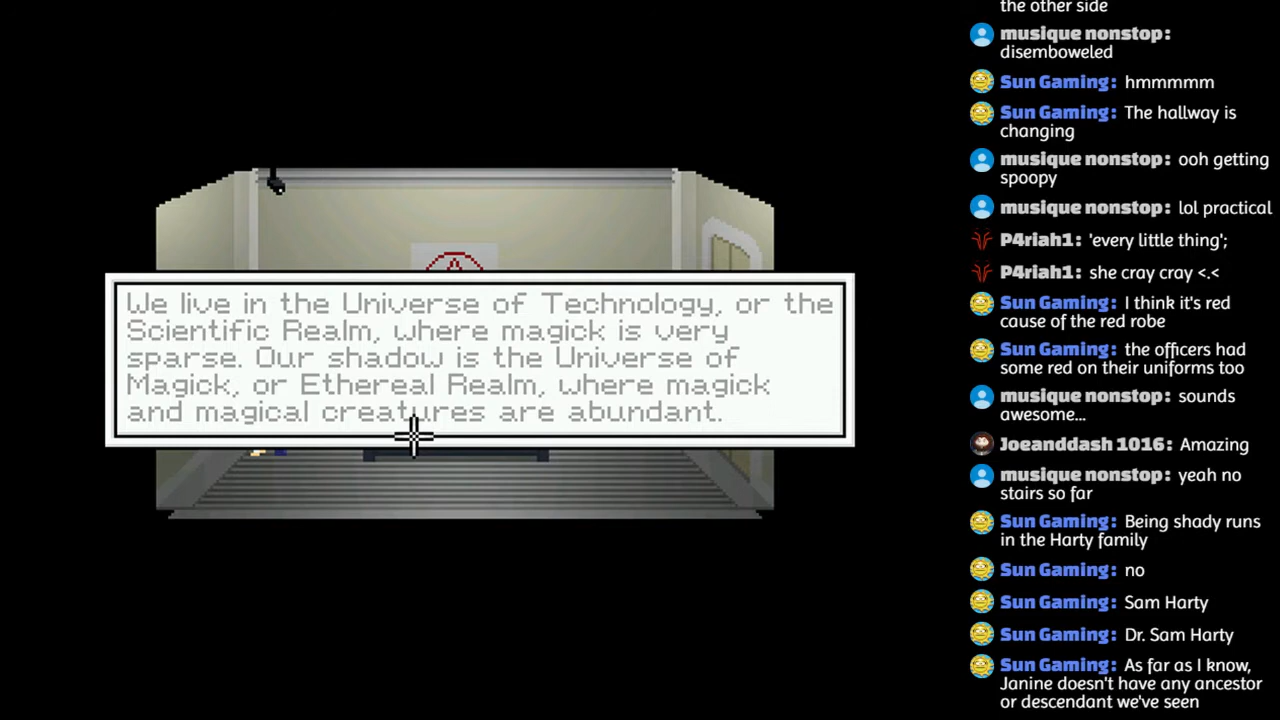 We live in the Universe of Technology, or the
Scientific Realm, where magick is very
sparse. Our shadow is the Universe of
Magick, or Ethereal Realm, where magick
and magical creatures are abundant.
the other side
musique nonstop:
disemboweled
Sun Gaming: hmmmmm
Sun Gaming: The hallway is
changing
musique nonstop: ooh getting
spoopy
musique nonstop: lol practical
P4riah1: 'every little thing';
P4riah1: she cray cray <.<
Sun Gaming: I think it's red
cause of the red robe
Sun Gaming: the officers had
some red on their uniforms too
musique nonstop: sounds
awesome...
Joeanddash 1016: Amazing
musique nonstop: yeah no
stairs so far
Sun Gaming: Being shady runs
in the Harty family
Sun Gaming: no
Sun Gaming: Sam Harty
Sun Gaming: Dr. Sam Harty
Sun Gaming: As far as I know,
Janine doesn't have any ancestor
or descendant we've seen